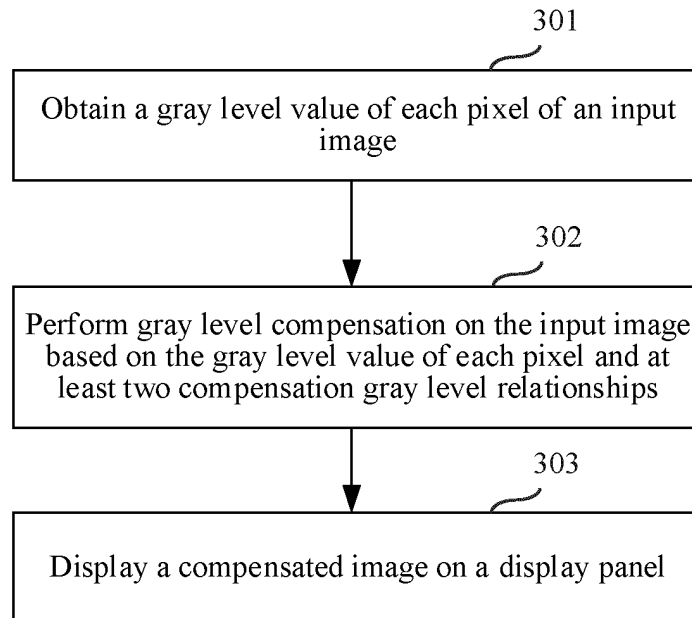 301
Obtain a gray level value of each pixel of an input
image
302
Perform gray level compensation on the input image
based on the gray level value of each pixel and at
least two compensation gray level relationships
303
Display a compensated image on a display panel